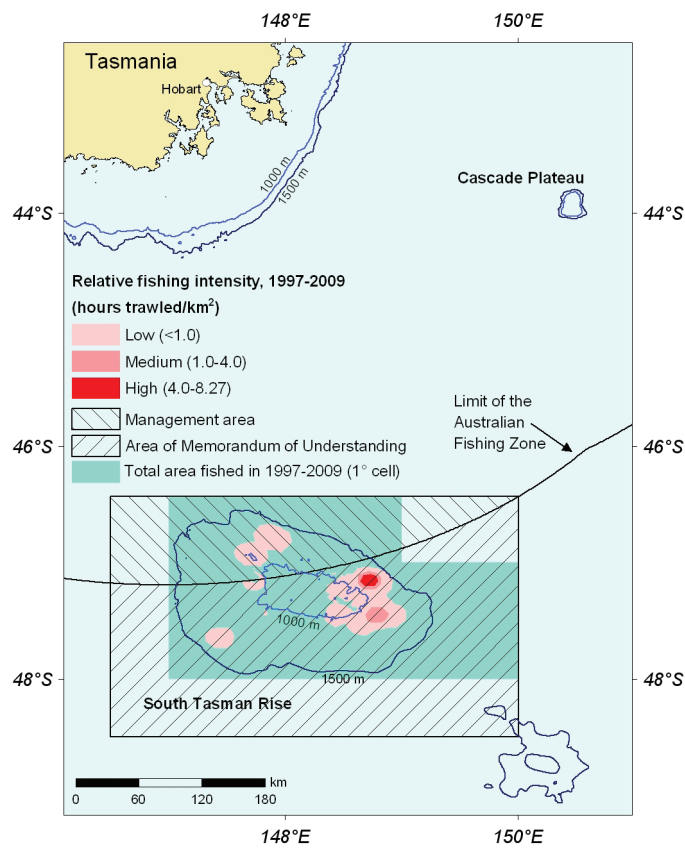 148°E 150°E
Tasmania
Hobart
1000 m
1500 m
Cascade Plateau
44°S 44°S
Relative fishing intensity, 1997-2009
(hours trawled/km²)
Low (<1.0)
Medium (1.0-4.0)
High (4.0-8.27)
Management area
Area of Memorandum of Understanding
Total area fished in 1997-2009 (1° cell)
Limit of the
Australian
Fishing Zone
46°S 46°S
1000 m
1500 m
48°S 48°S
South Tasman Rise
km
0 60 120 180
148°E 150°E